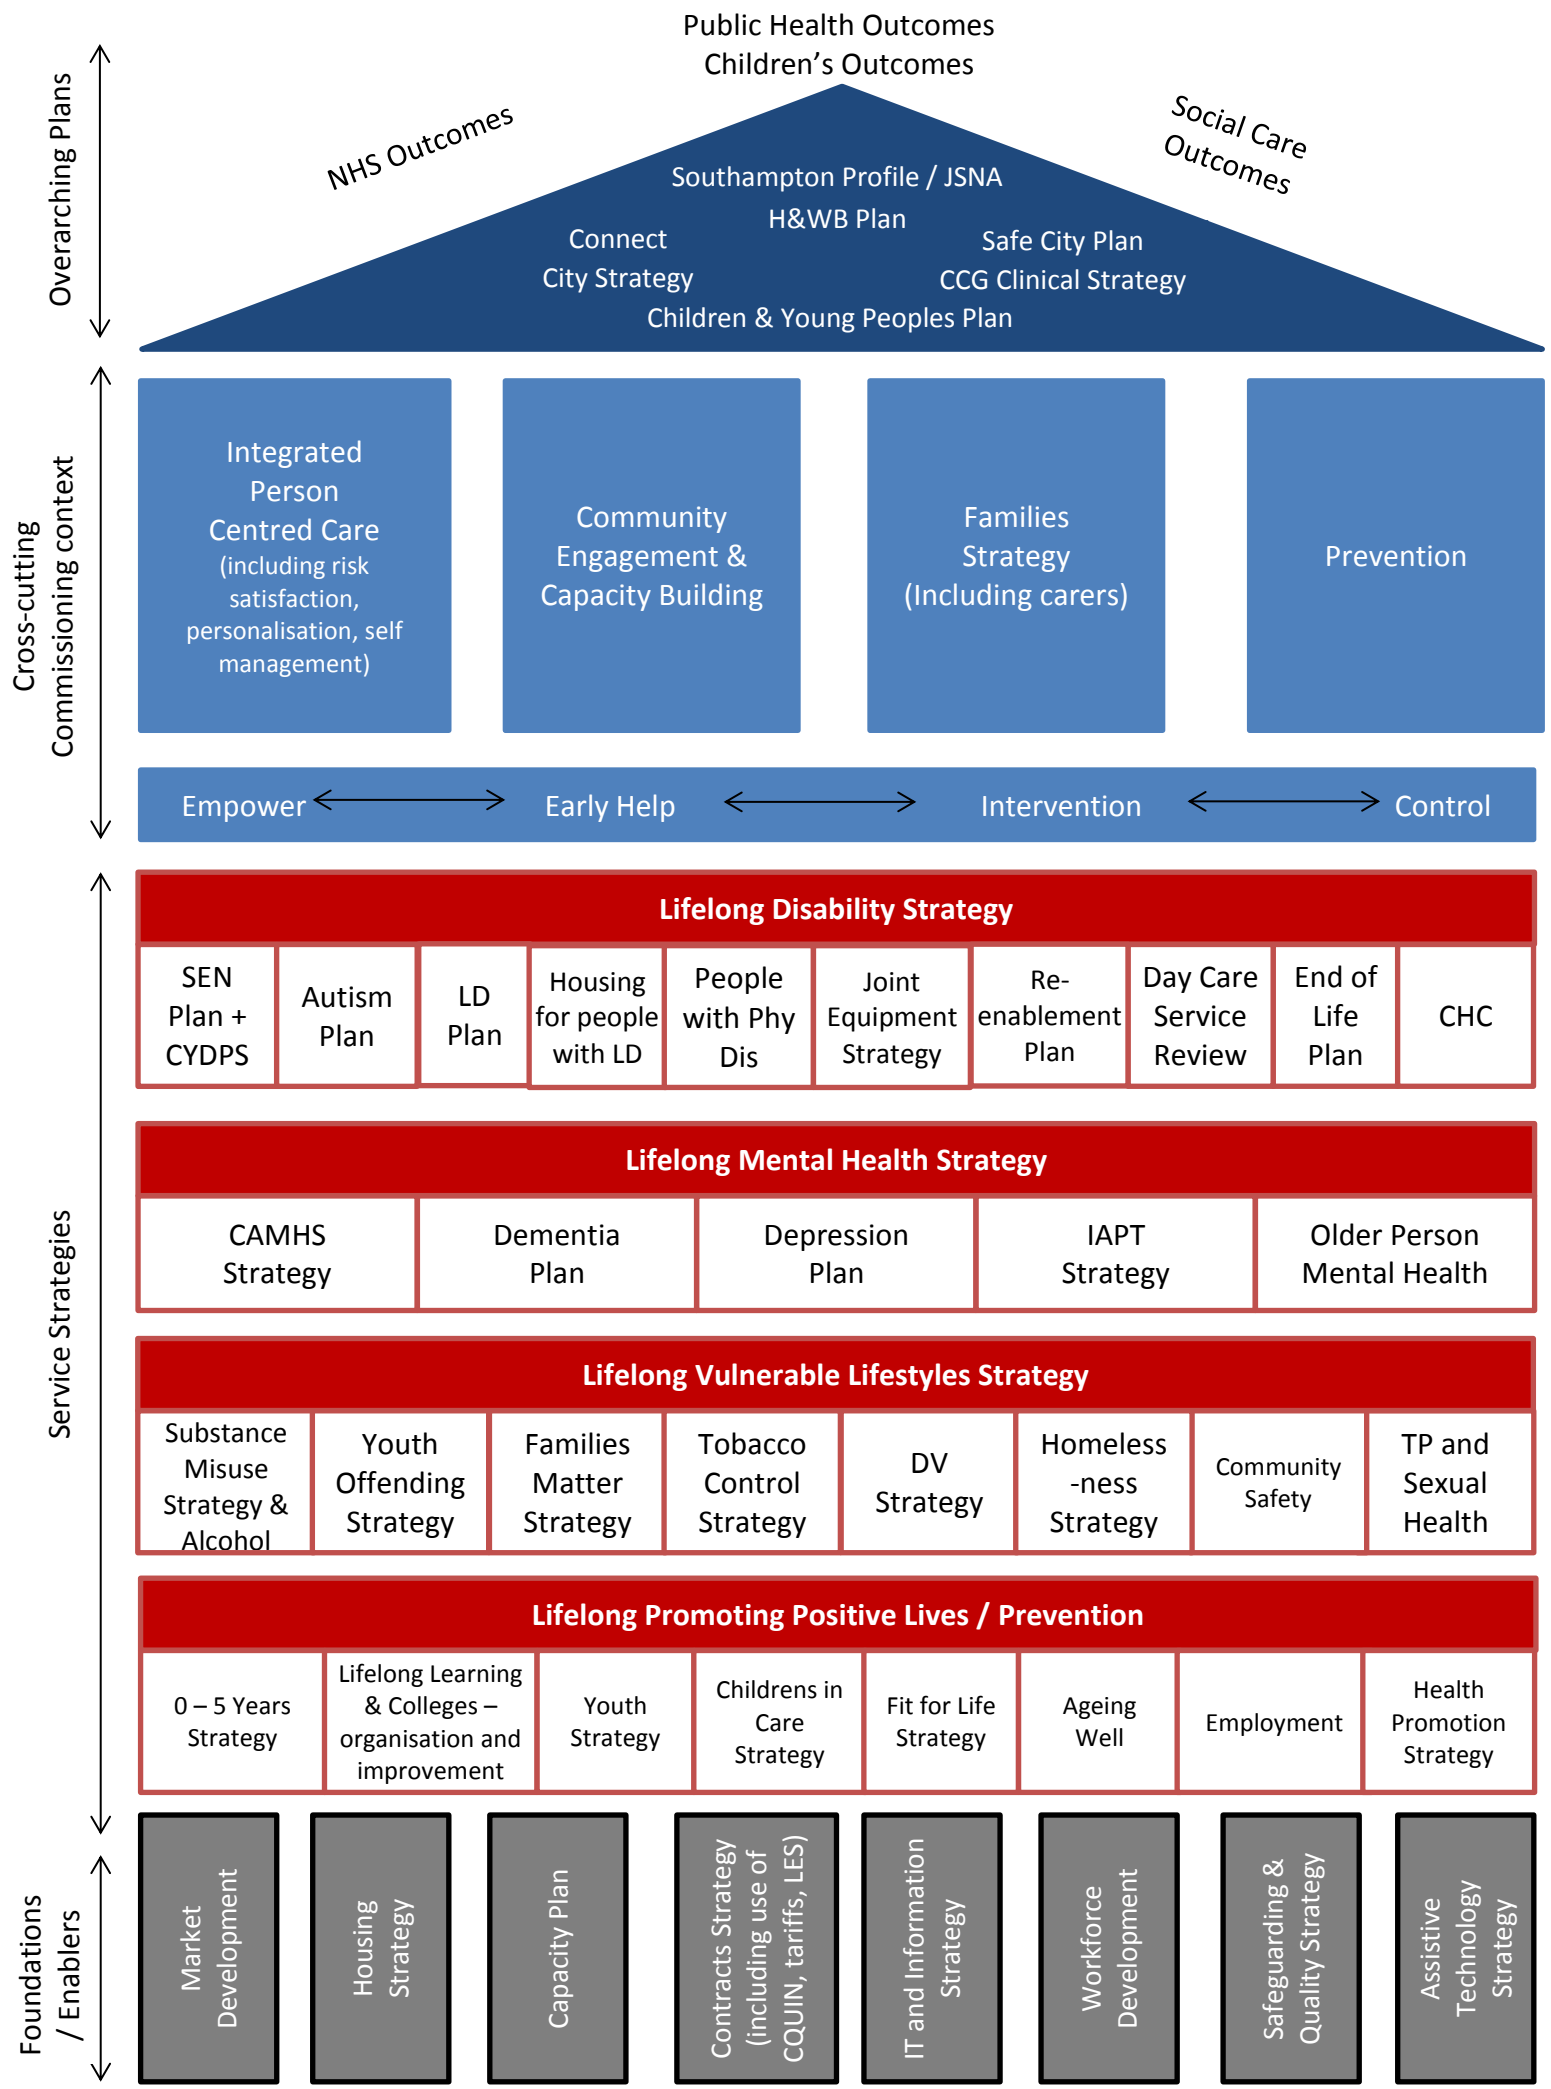 Public Health Outcomes
Children’s Outcomes
NHS Outcomes
Social Care
Outcomes
Overarching Plans
Southampton Profile / JSNA
H&WB Plan
Connect
City Strategy
Safe City Plan
CCG Clinical Strategy
Children & Young Peoples Plan
Cross-cutting
Commissioning context
Integrated
Person
Centred Care
(including risk
satisfaction,
personalisation, self
management)
Community
Engagement &
Capacity Building
Families
Strategy
(Including carers)
Prevention
Empower
Early Help
Intervention
Control
Service Strategies
Lifelong Disability Strategy
SEN
Plan +
CYDPS
Autism
Plan
LD
Plan
Housing
for people
with LD
People
with Phy
Dis
Joint
Equipment
Strategy
Re-
enablement
Plan
Day Care
Service
Review
End of
Life
Plan
CHC
Lifelong Mental Health Strategy
CAMHS
Strategy
Dementia
Plan
Depression
Plan
IAPT
Strategy
Older Person
Mental Health
Lifelong Vulnerable Lifestyles Strategy
Substance
Misuse
Strategy &
Alcohol
Youth
Offending
Strategy
Families
Matter
Strategy
Tobacco
Control
Strategy
DV
Strategy
Homeless
-ness
Strategy
Community
Safety
TP and
Sexual
Health
Lifelong Promoting Positive Lives / Prevention
0 – 5 Years
Strategy
Lifelong Learning
& Colleges –
organisation and
improvement
Youth
Strategy
Childrens in
Care
Strategy
Fit for Life
Strategy
Ageing
Well
Employment
Health
Promotion
Strategy
Foundations
/ Enablers
Market
Development
Housing
Strategy
Capacity Plan
Contracts Strategy
(including use of
CQUIN, tariffs, LES)
IT and Information
Strategy
Workforce
Development
Safeguarding &
Quality Strategy
Assistive
Technology
Strategy